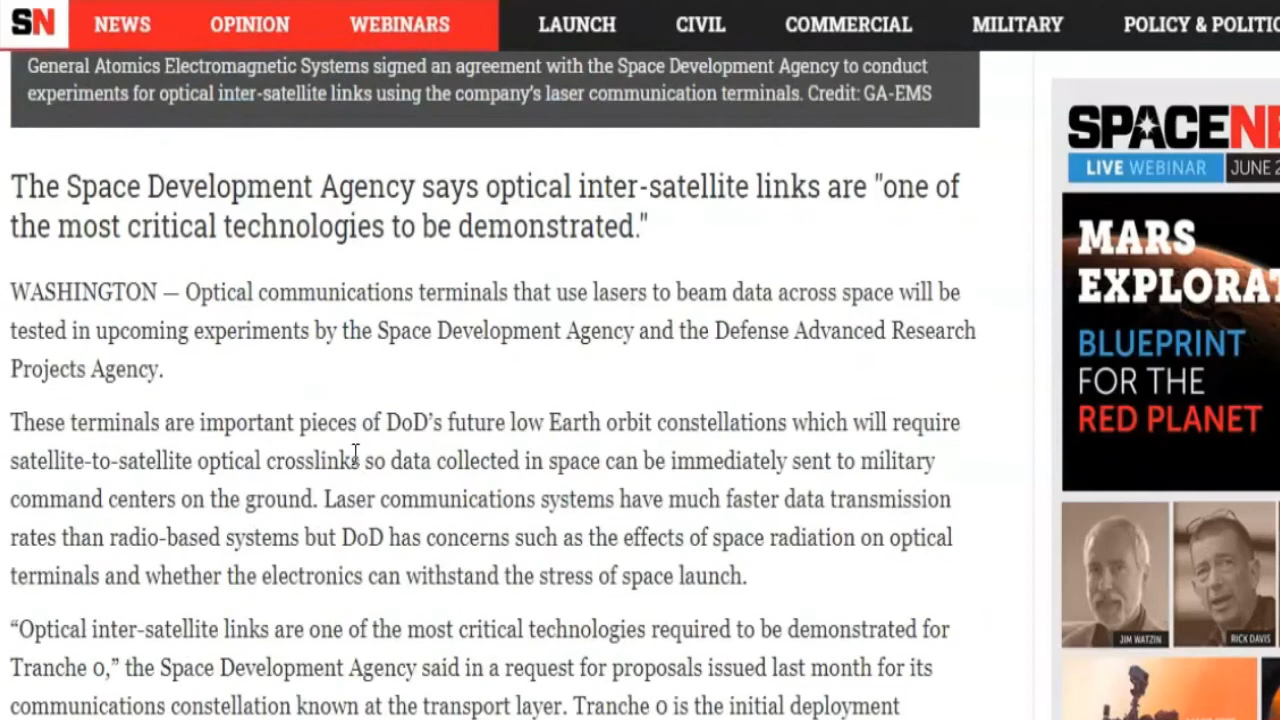 SN NEWS OPINION WEBINARS LAUNCH CIVIL COMMERCIAL MILITARY POLICY &
General Atomics Electromagnetic Systems signed an agreement with the Space Development Agency to conduct
experiments for optical inter-satellite links using the company's laser communication terminals. Credit: GA-EMS
The Space Development Agency says optical inter-satellite links are "one of
the most critical technologies to be demonstrated."
WASHINGTON — Optical communications terminals that use lasers to beam data across space will be
tested in upcoming experiments by the Space Development Agency and the Defense Advanced Research
Projects Agency.
These terminals are important pieces of DoD's future low Earth orbit constellations which will require
satellite-to-satellite optical crosslinks so data collected in space can be immediately sent to military
command centers on the ground. Laser communications systems have much faster data transmission
rates than radio-based systems but DoD has concerns such as the effects of space radiation on optical
terminals and whether the electronics can withstand the stress of space launch.
“Optical inter-satellite links are one of the most critical technologies required to be demonstrated for
Tranche 0,” the Space Development Agency said in a request for proposals issued last month for its
communications constellation known at the transport layer. Tranche 0 is the initial deployment
SPACENE
LIVE WEBINAR JUNE 2
MARS
EXPLORAT
BLUEPRINT
FOR THE
RED PLANET
JIM WATZIN
RICK DAVIS